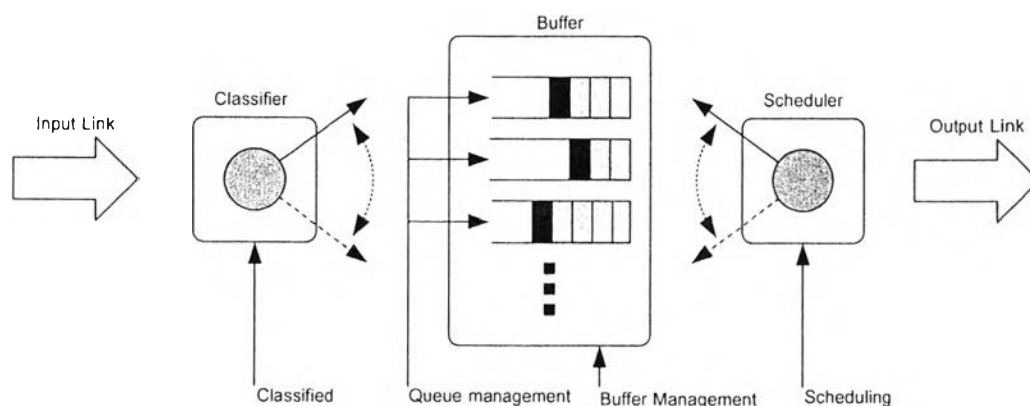 Buffer
Classifier
Scheduler
Input Link
Output Link
Classified
Queue management
Buffer Management
Scheduling